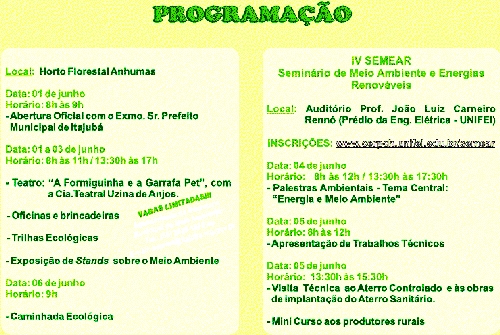 PROGRAMAÇÃO
Local: Horto Florestal Anhumas
Data: 01 de junho
Horário: 8h às 9h
-Abertura Oficial com o Exmo. Sr. Prefeito
Municipal de Itajubá
Data: 01 a 03 de junho
Horário: 8h às 11h / 13:30h às 17h
- Teatro: “A Formiguinha e a Garrafa Pet”, com
a Cia.Teatral Uzina de Anjos.
VAGAS LIMITADAS!!!
- Oficinas e brincadeiras
- Trilhas Ecológicas
- Exposição de Stands sobre o Meio Ambiente
Data: 06 de junho
Horário: 9h
- Caminhada Ecológica
IV SEMEAR
Seminário de Meio Ambiente e Energias
Renováveis
Local: Auditório Prof. João Luiz Carneiro
Rennó (Prédio da Eng. Elétrica - UNIFEI)
INSCRIÇÕES: www.cerpch.unifei.edu.br/semear
Data: 04 de junho
Horário: 8h às 12h / 13:30h às 17:30h
- Palestras Ambientais - Tema Central:
“Energia e Meio Ambiente"
Data: 05 de junho
Horário: 8h às 12h
-Apresentação de Trabalhos Técnicos
Data: 05 de junho
Horário: 13:30h às 15.30h
- Visita Técnica ao Aterro Controlado e às obras
de implantação do Aterro Sanitário.
- Mini Curso aos produtores rurais